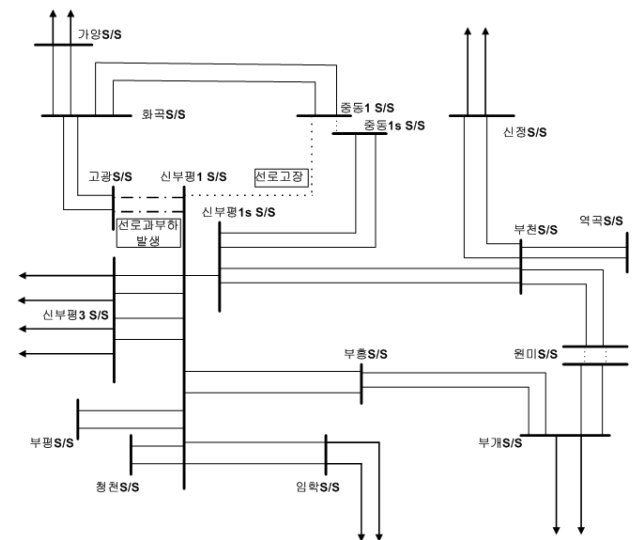 가양S/S
화곡S/S
중동1 S/S
중동1s S/S
신정S/S
고광S/S
신부평1 S/S
선로고장
신부평1s S/S
선로과부하
발생
부천S/S
역곡S/S
신부평3 S/S
부흥S/S
원미S/S
부평S/S
부개S/S
청천S/S
임학S/S